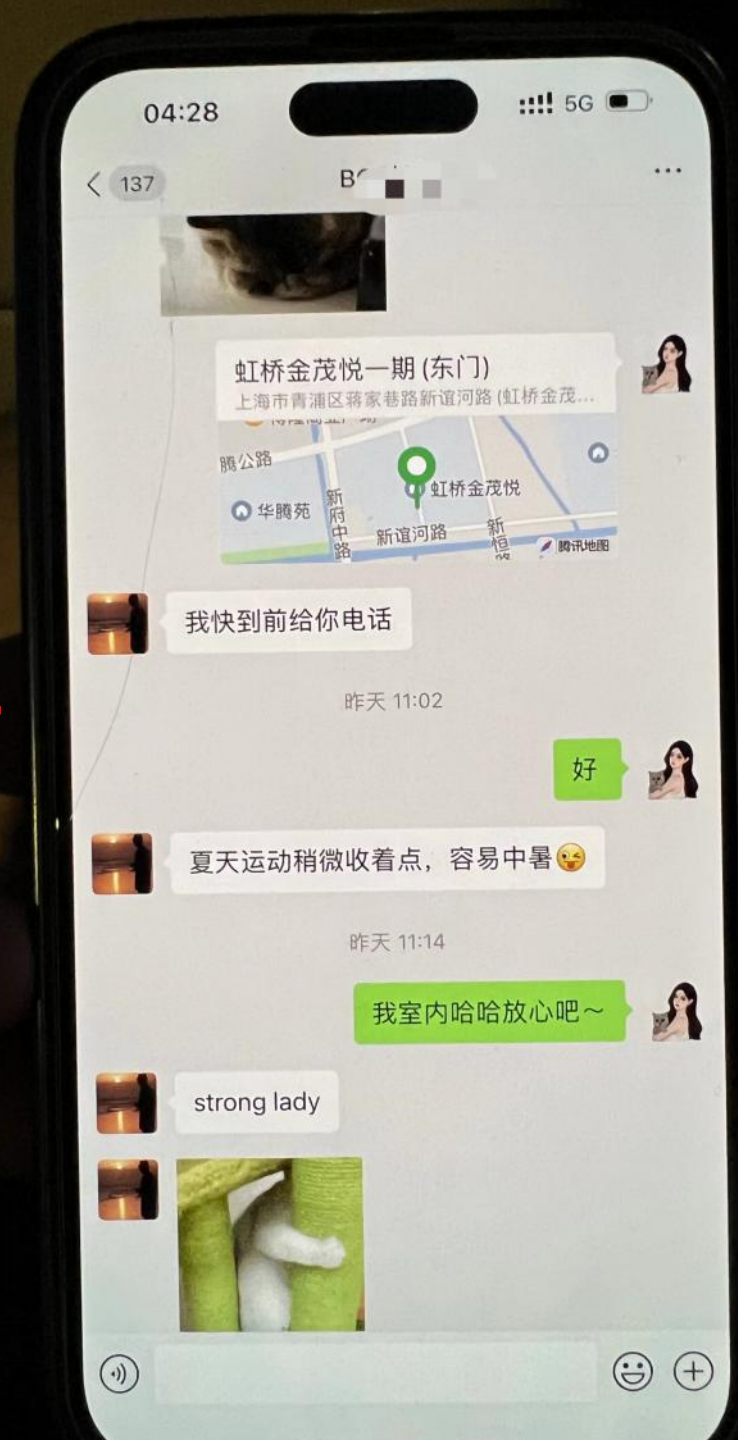 04:28
5G
137
虹桥金茂悦一期 (东门)
上海市青浦区蒋家巷路新谊河路 (虹桥金茂...
腾公路
虹桥金茂悦
华腾苑
新府中路
新谊河路
新恒
腾讯地图
我快到前给你电话
昨天 11:02
好
夏天运动稍微收着点，容易中暑😜
昨天 11:14
我室内哈哈放心吧～
strong lady